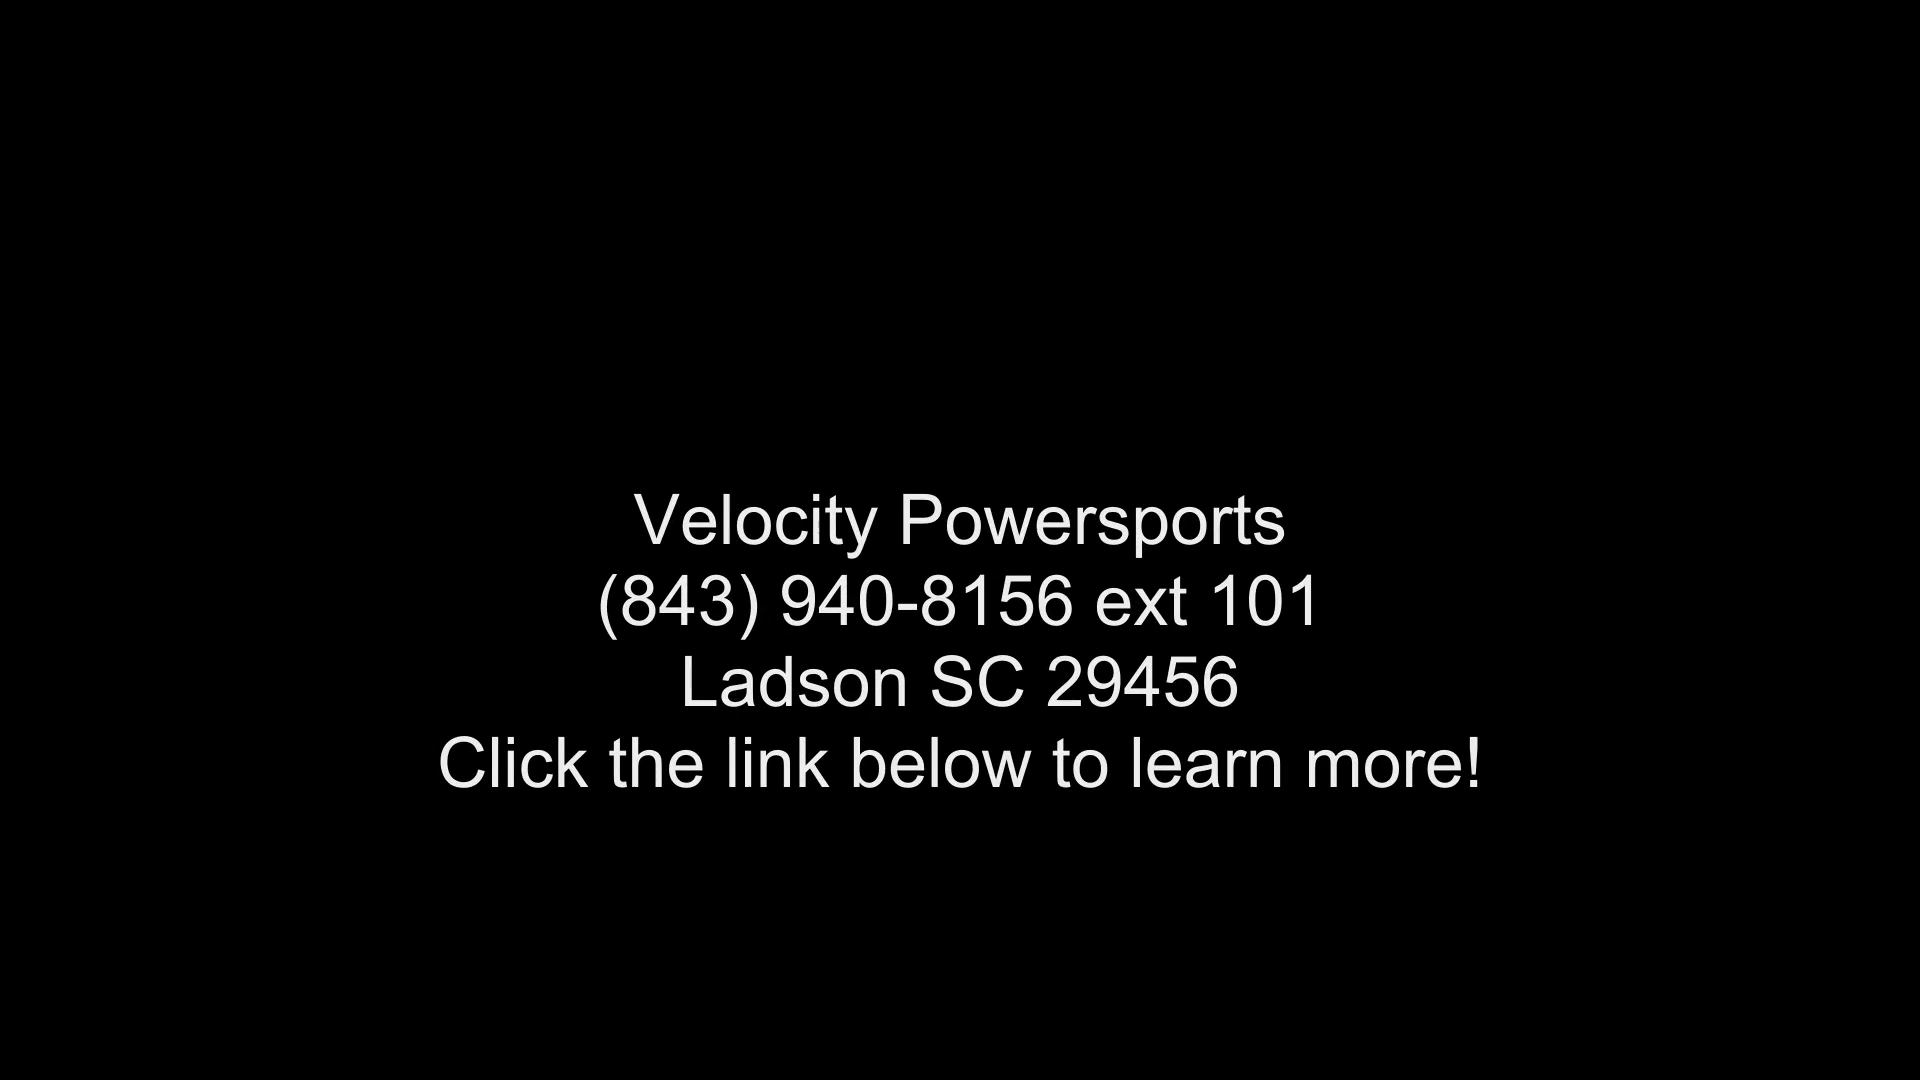 Velocity Powersports
(843) 940-8156 ext 101
Ladson SC 29456
Click the link below to learn more!